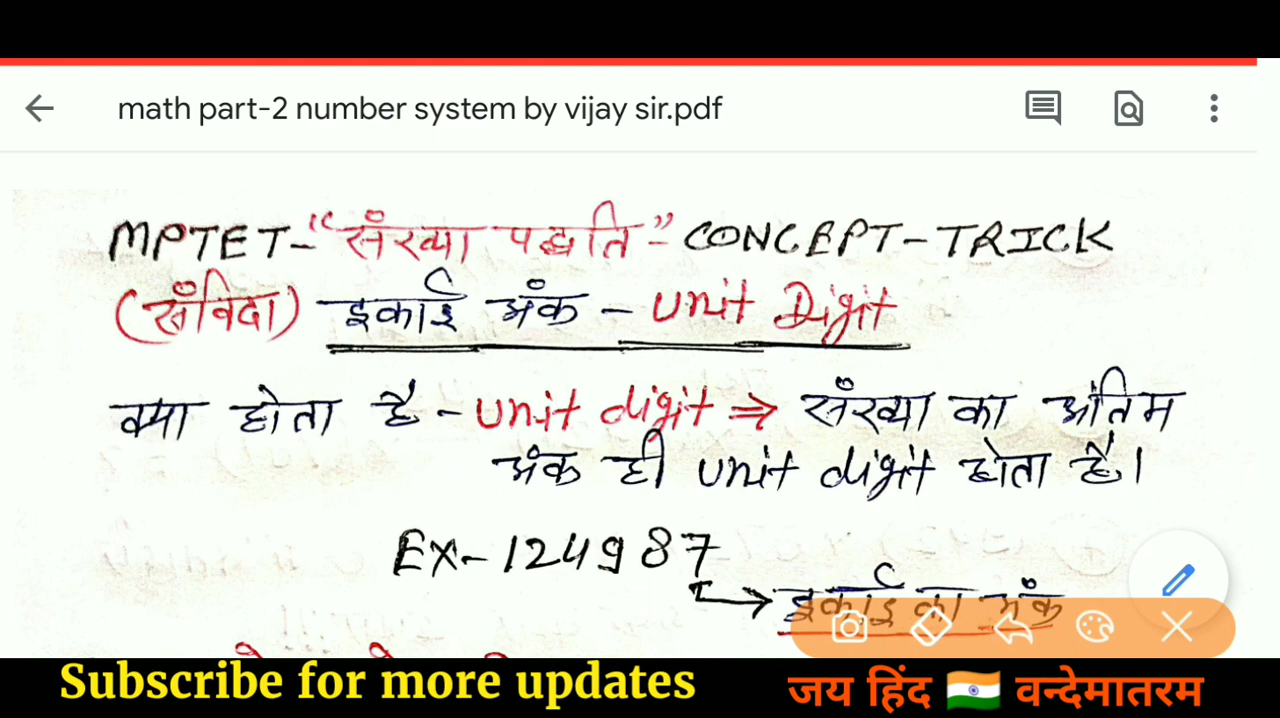 math part-2 number system by vijay sir.pdf
MPTET-"संख्या पद्धति"-CONCEPT-TRICK
(संविदा) इकाई अंक - Unit Digit
क्या होता है - Unit digit ⇒ संख्या का अंतिम
अंक ही unit digit होता है।
EX-124987
इकाई का अंक
Subscribe for more updates
जय हिंद 🇮🇳 वन्देमातरम